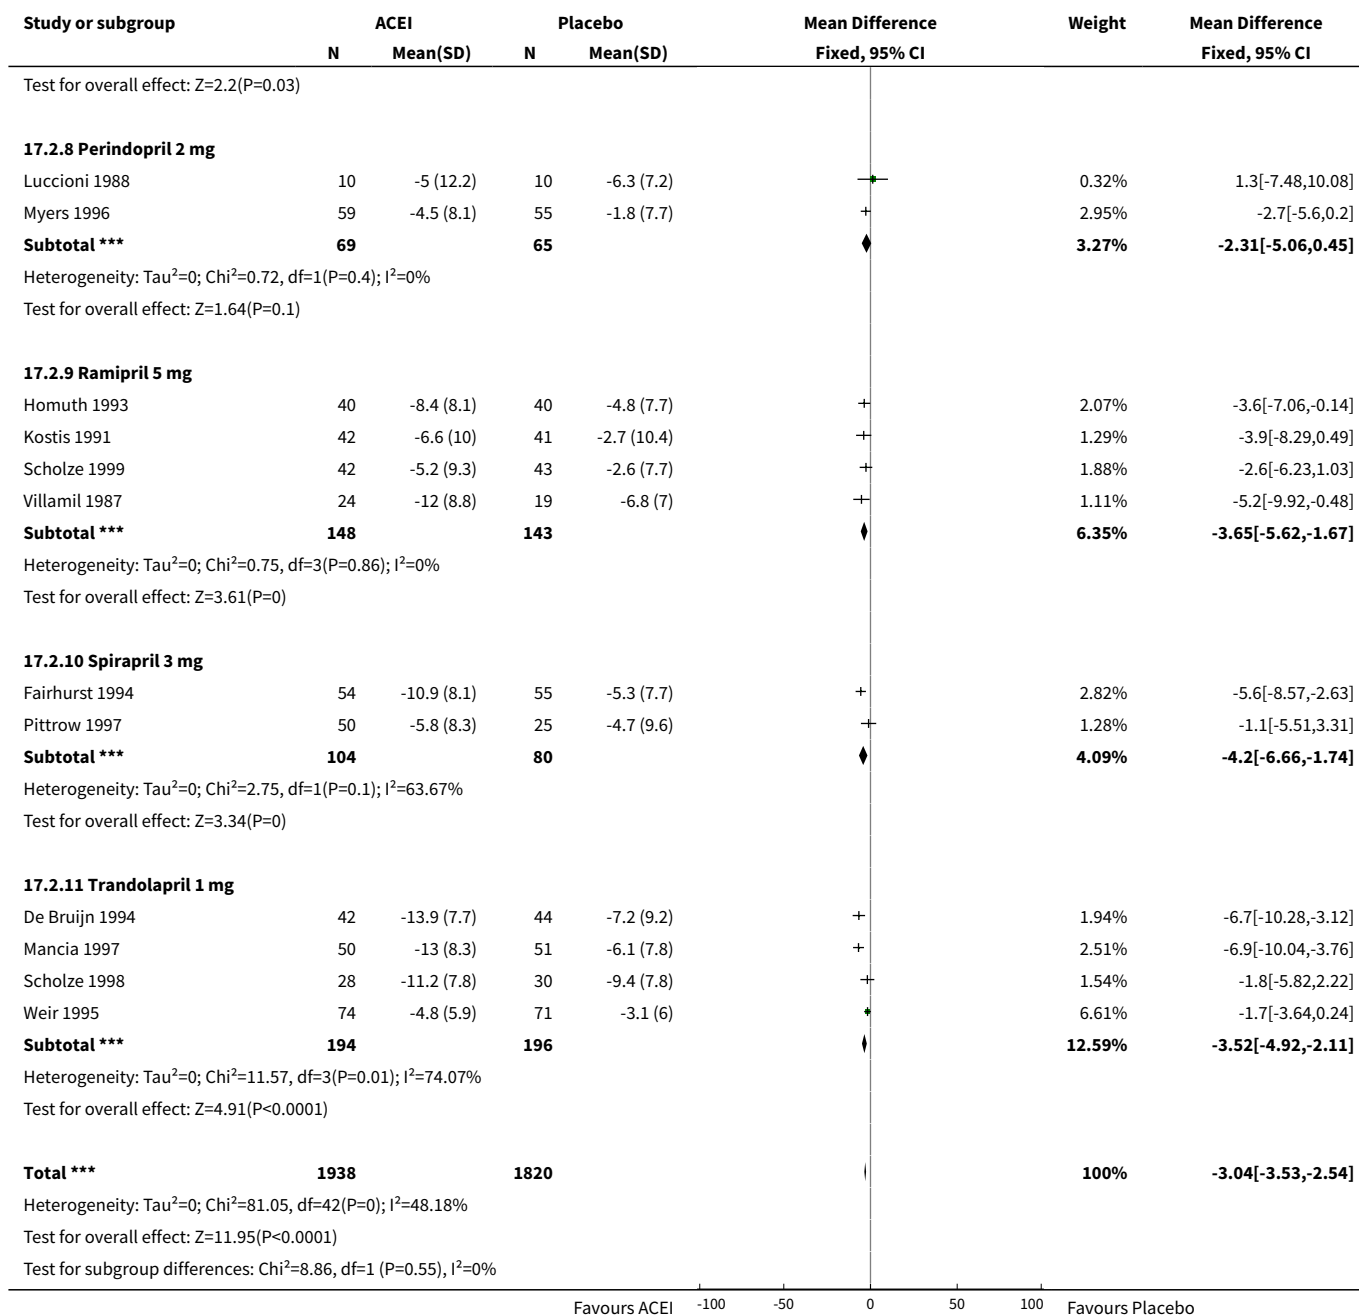 Study or subgroup ACEI Placebo Mean Difference Weight Mean Difference
N Mean(SD) N Mean(SD) Fixed, 95% CI Fixed, 95% CI
Test for overall effect: Z=2.2(P=0.03)
17.2.8 Perindopril 2 mg
Luccioni 1988 10 -5 (12.2) 10 -6.3 (7.2) 0.32% 1.3[-7.48,10.08]
Myers 1996 59 -4.5 (8.1) 55 -1.8 (7.7) 2.95% -2.7[-5.6,0.2]
Subtotal *** 69 65 3.27% -2.31[-5.06,0.45]
Heterogeneity: Tau²=0; Chi²=0.72, df=1(P=0.4); I²=0%
Test for overall effect: Z=1.64(P=0.1)
17.2.9 Ramipril 5 mg
Homuth 1993 40 -8.4 (8.1) 40 -4.8 (7.7) 2.07% -3.6[-7.06,-0.14]
Kostis 1991 42 -6.6 (10) 41 -2.7 (10.4) 1.29% -3.9[-8.29,0.49]
Scholze 1999 42 -5.2 (9.3) 43 -2.6 (7.7) 1.88% -2.6[-6.23,1.03]
Villamil 1987 24 -12 (8.8) 19 -6.8 (7) 1.11% -5.2[-9.92,-0.48]
Subtotal *** 148 143 6.35% -3.65[-5.62,-1.67]
Heterogeneity: Tau²=0; Chi²=0.75, df=3(P=0.86); I²=0%
Test for overall effect: Z=3.61(P=0)
17.2.10 Spirapril 3 mg
Fairhurst 1994 54 -10.9 (8.1) 55 -5.3 (7.7) 2.82% -5.6[-8.57,-2.63]
Pittrow 1997 50 -5.8 (8.3) 25 -4.7 (9.6) 1.28% -1.1[-5.51,3.31]
Subtotal *** 104 80 4.09% -4.2[-6.66,-1.74]
Heterogeneity: Tau²=0; Chi²=2.75, df=1(P=0.1); I²=63.67%
Test for overall effect: Z=3.34(P=0)
17.2.11 Trandolapril 1 mg
De Bruijn 1994 42 -13.9 (7.7) 44 -7.2 (9.2) 1.94% -6.7[-10.28,-3.12]
Mancia 1997 50 -13 (8.3) 51 -6.1 (7.8) 2.51% -6.9[-10.04,-3.76]
Scholze 1998 28 -11.2 (7.8) 30 -9.4 (7.8) 1.54% -1.8[-5.82,2.22]
Weir 1995 74 -4.8 (5.9) 71 -3.1 (6) 6.61% -1.7[-3.64,0.24]
Subtotal *** 194 196 12.59% -3.52[-4.92,-2.11]
Heterogeneity: Tau²=0; Chi²=11.57, df=3(P=0.01); I²=74.07%
Test for overall effect: Z=4.91(P<0.0001)
Total *** 1938 1820 100% -3.04[-3.53,-2.54]
Heterogeneity: Tau²=0; Chi²=81.05, df=42(P=0); I²=48.18%
Test for overall effect: Z=11.95(P<0.0001)
Test for subgroup differences: Chi²=8.86, df=1 (P=0.55), I²=0%
Favours ACEI -100 -50 0 50 100 Favours Placebo